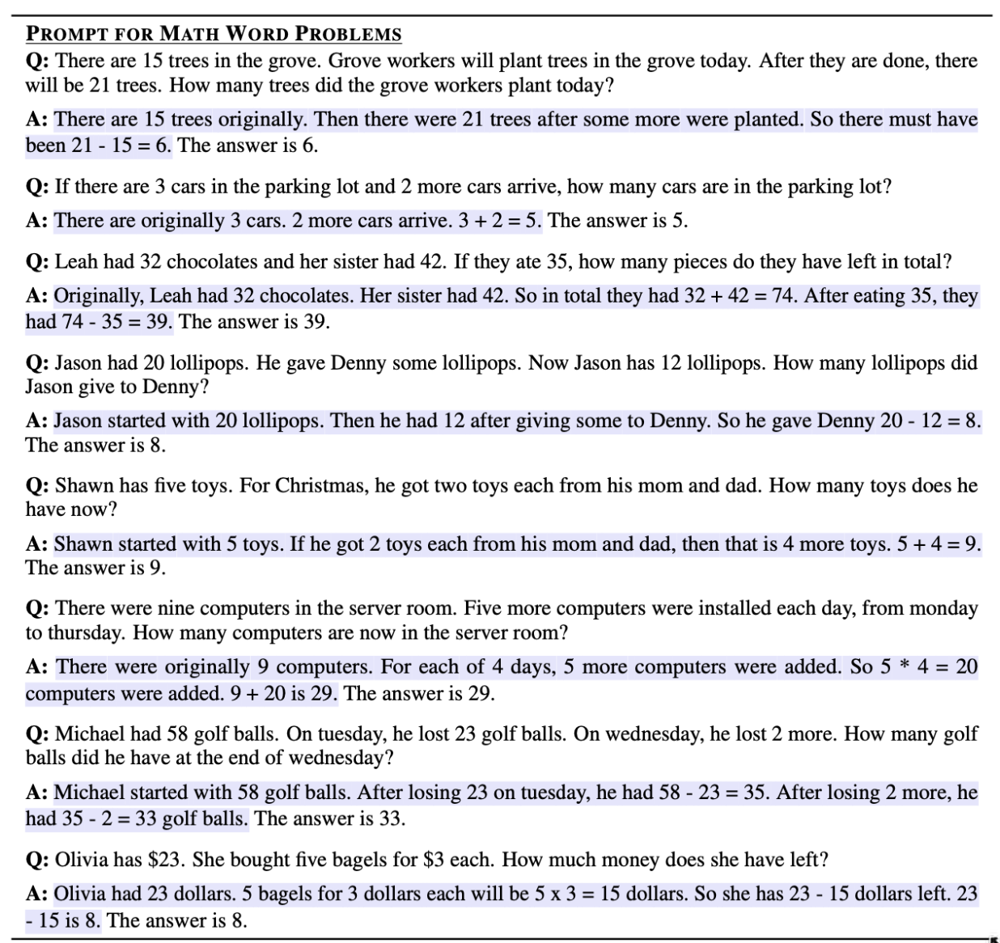 PROMPT FOR MATH WORD PROBLEMS
Q: There are 15 trees in the grove. Grove workers will plant trees in the grove today. After they are done, there
will be 21 trees. How many trees did the grove workers plant today?
A: There are 15 trees originally. Then there were 21 trees after some more were planted. So there must have
been 21 - 15 = 6. The answer is 6.
Q: If there are 3 cars in the parking lot and 2 more cars arrive, how many cars are in the parking lot?
A: There are originally 3 cars. 2 more cars arrive. 3 + 2 = 5. The answer is 5.
Q: Leah had 32 chocolates and her sister had 42. If they ate 35, how many pieces do they have left in total?
A: Originally, Leah had 32 chocolates. Her sister had 42. So in total they had 32 + 42 = 74. After eating 35, they
had 74 - 35 = 39. The answer is 39.
Q: Jason had 20 lollipops. He gave Denny some lollipops. Now Jason has 12 lollipops. How many lollipops did
Jason give to Denny?
A: Jason started with 20 lollipops. Then he had 12 after giving some to Denny. So he gave Denny 20 - 12 = 8.
The answer is 8.
Q: Shawn has five toys. For Christmas, he got two toys each from his mom and dad. How many toys does he
have now?
A: Shawn started with 5 toys. If he got 2 toys each from his mom and dad, then that is 4 more toys. 5 + 4 = 9.
The answer is 9.
Q: There were nine computers in the server room. Five more computers were installed each day, from monday
to thursday. How many computers are now in the server room?
A: There were originally 9 computers. For each of 4 days, 5 more computers were added. So 5 * 4 = 20
computers were added. 9 + 20 is 29. The answer is 29.
Q: Michael had 58 golf balls. On tuesday, he lost 23 golf balls. On wednesday, he lost 2 more. How many golf
balls did he have at the end of wednesday?
A: Michael started with 58 golf balls. After losing 23 on tuesday, he had 58 - 23 = 35. After losing 2 more, he
had 35 - 2 = 33 golf balls. The answer is 33.
Q: Olivia has $23. She bought five bagels for $3 each. How much money does she have left?
A: Olivia had 23 dollars. 5 bagels for 3 dollars each will be 5 x 3 = 15 dollars. So she has 23 - 15 dollars left. 23
- 15 is 8. The answer is 8.